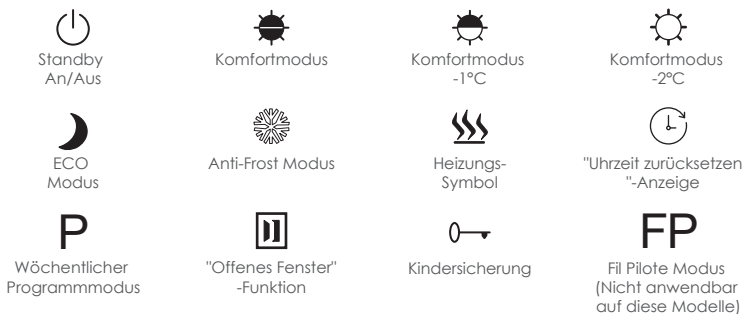 Standby
An/Aus
Komfortmodus
Komfortmodus
-1°C
Komfortmodus
-2°C
ECO
Modus
Anti-Frost Modus
Heizungs-
Symbol
"Uhrzeit zurücksetzen
"-Anzeige
P
Wöchentlicher
Programmmodus
"Offenes Fenster"
-Funktion
Kindersicherung
FP
Fil Pilote Modus
(Nicht anwendbar
auf diese Modelle)